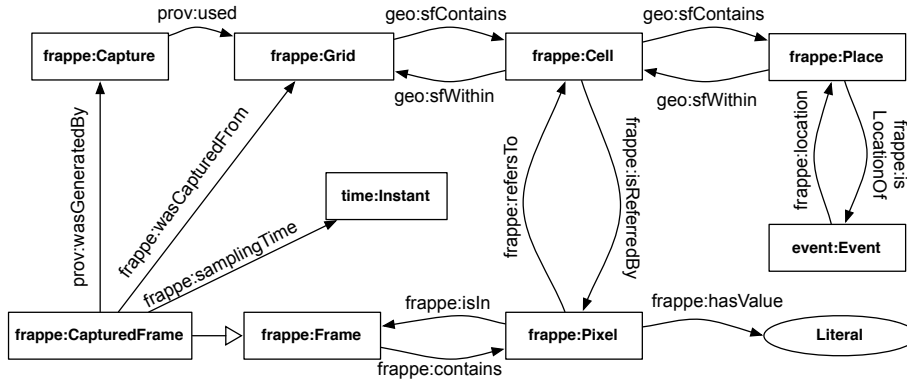 prov:used
geo:sfContains
geo:sfContains
frappe:Capture
frappe:Grid
frappe:Cell
frappe:Place
geo:sfWithin
geo:sfWithin
prov:wasGeneratedBy
frappe:wasCapturedFrom
frappe:samplingTime
time:Instant
frappe:refersTo
frappe:isReferredBy
frappe:location
frappe:is
LocationOf
event:Event
frappe:isIn
frappe:hasValue
frappe:CapturedFrame
frappe:Frame
frappe:Pixel
Literal
frappe:contains